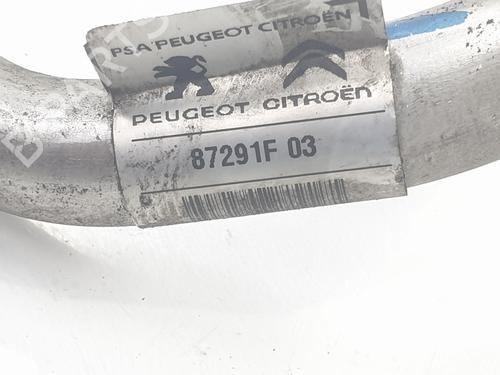 PSA PEUGEOT CITROËN
PEUGEOT CITROËN
87291F 03